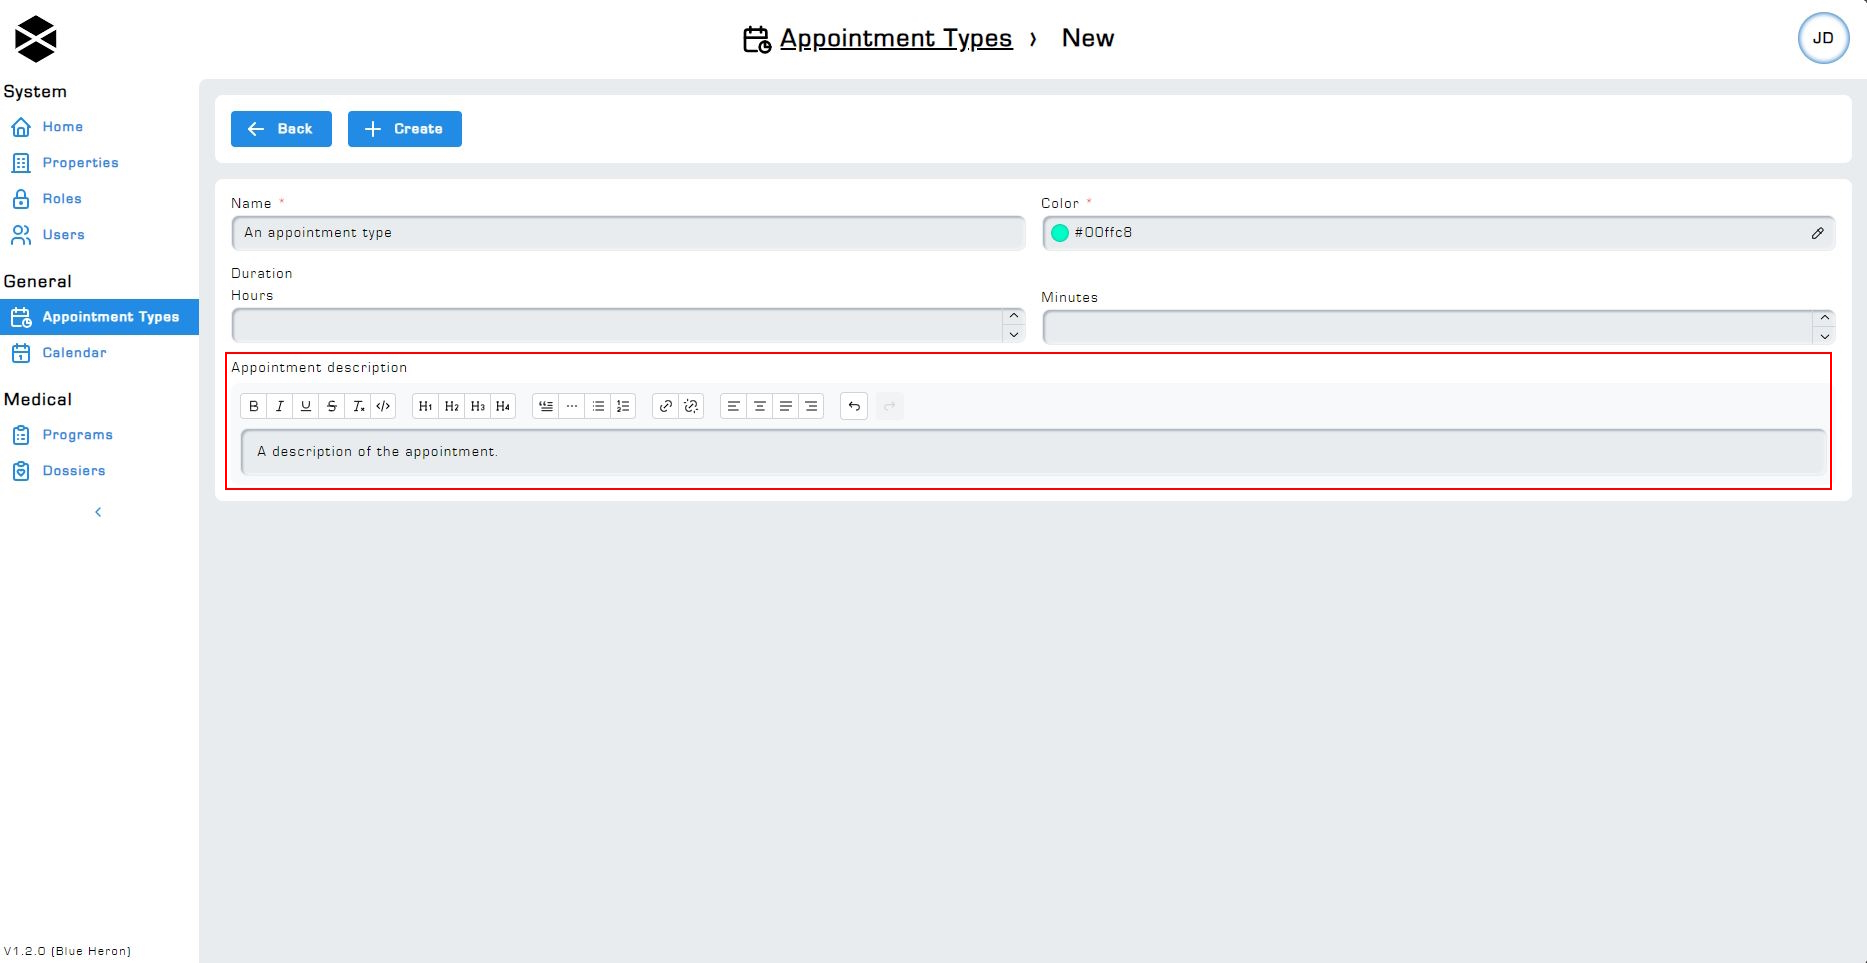 Appointment Types › New
JD
System
Home
Properties
Roles
Users
General
Appointment Types
Calendar
Medical
Programs
Dossiers
V1.2.0 (Blue Heron)
Back
Create
Name *
An appointment type
Color *
#00ffc8
Duration
Hours
Minutes
Appointment description
B I U S Tx </> H1 H2 H3 H4
A description of the appointment.